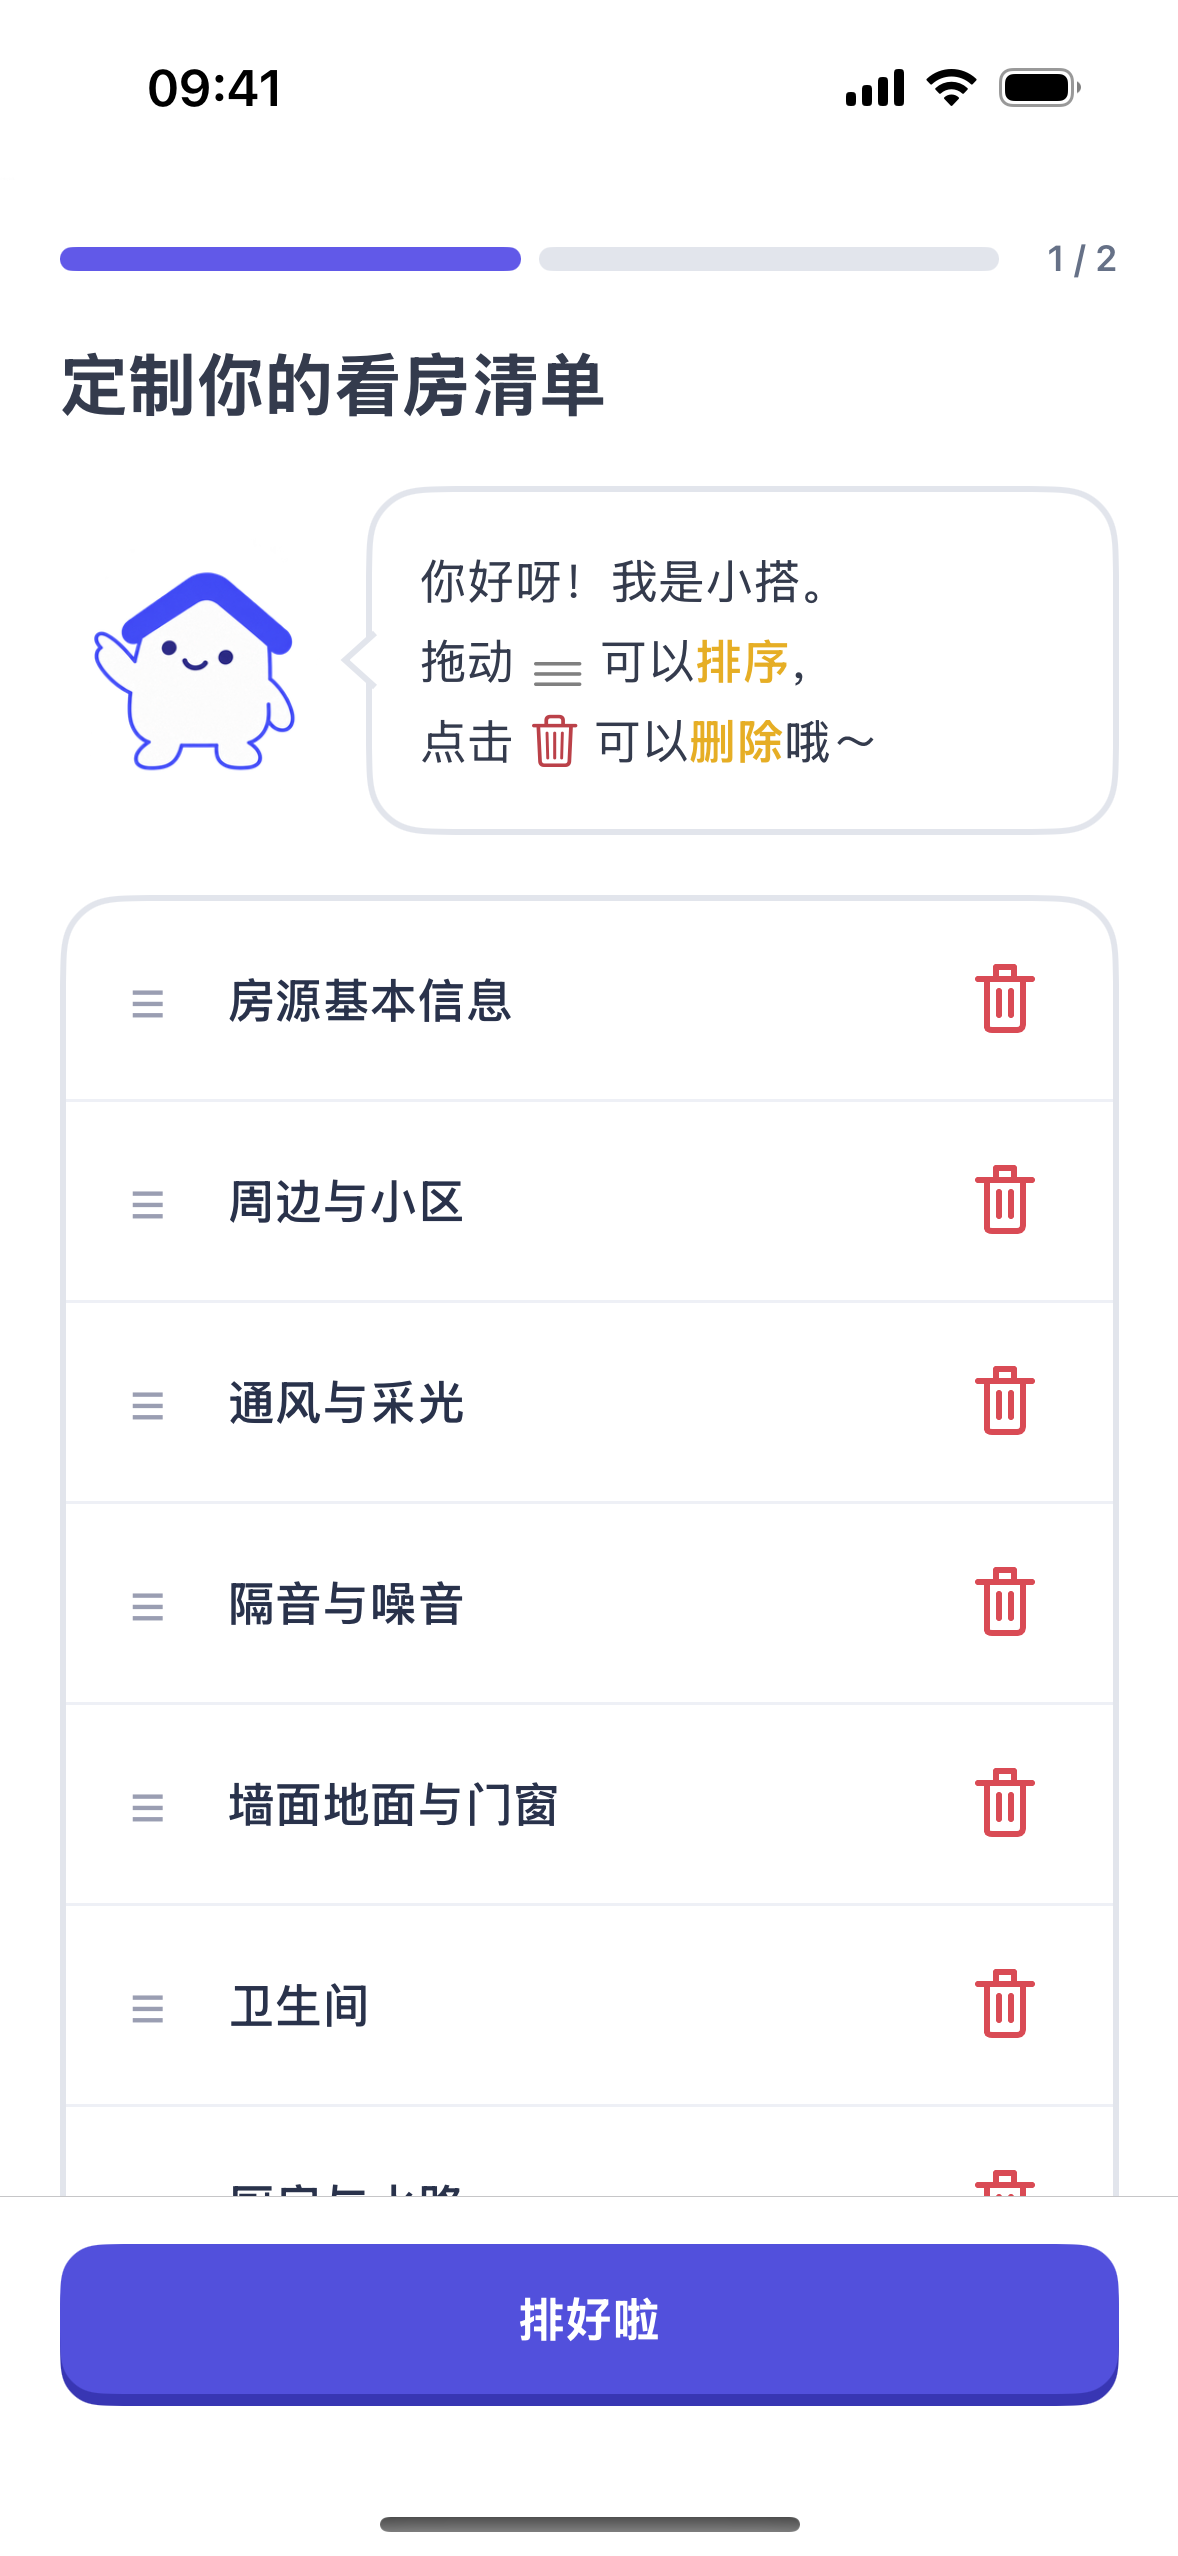 09:41
1 / 2
定制你的看房清单
你好呀！我是小搭。
拖动 可以排序，
点击 可以删除哦～
房源基本信息
周边与小区
通风与采光
隔音与噪音
墙面地面与门窗
卫生间
排好啦